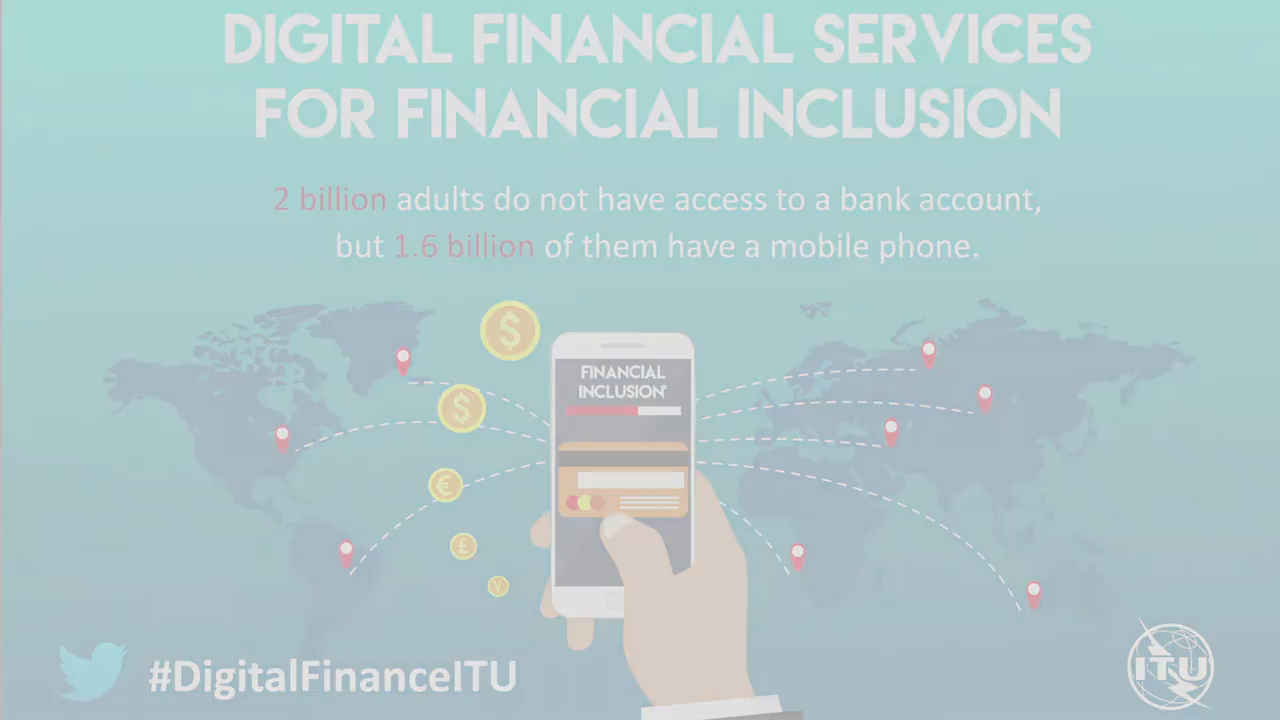 DIGITAL FINANCIAL SERVICES
FOR FINANCIAL INCLUSION
2 billion adults do not have access to a bank account,
but 1.6 billion of them have a mobile phone.
$
FINANCIAL
INCLUSION
$
€
£
#DigitalFinanceITU
ITU